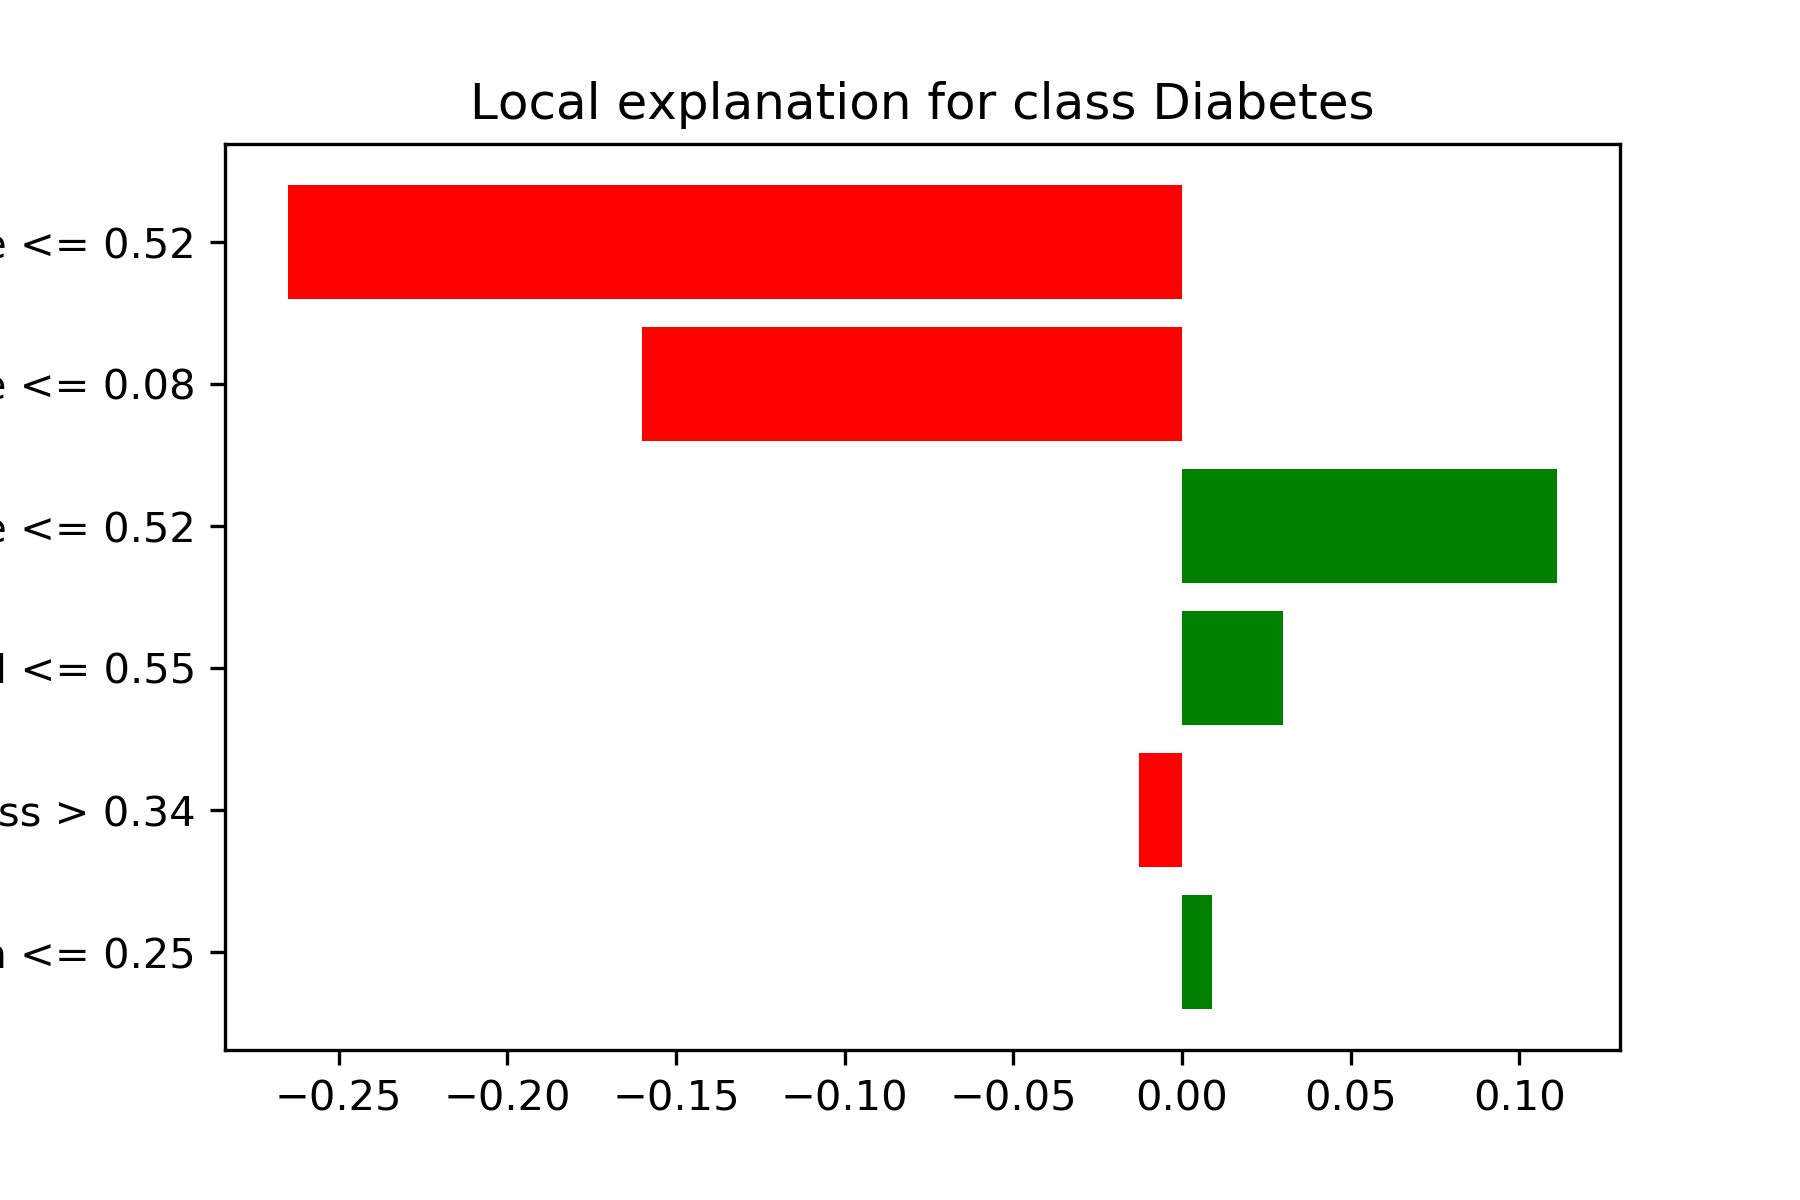 Local explanation for class Diabetes
e <= 0.52
e <= 0.08
e <= 0.52
<= 0.55
ss > 0.34
<= 0.25
−0.25 −0.20 −0.15 −0.10 −0.05 0.00 0.05 0.10